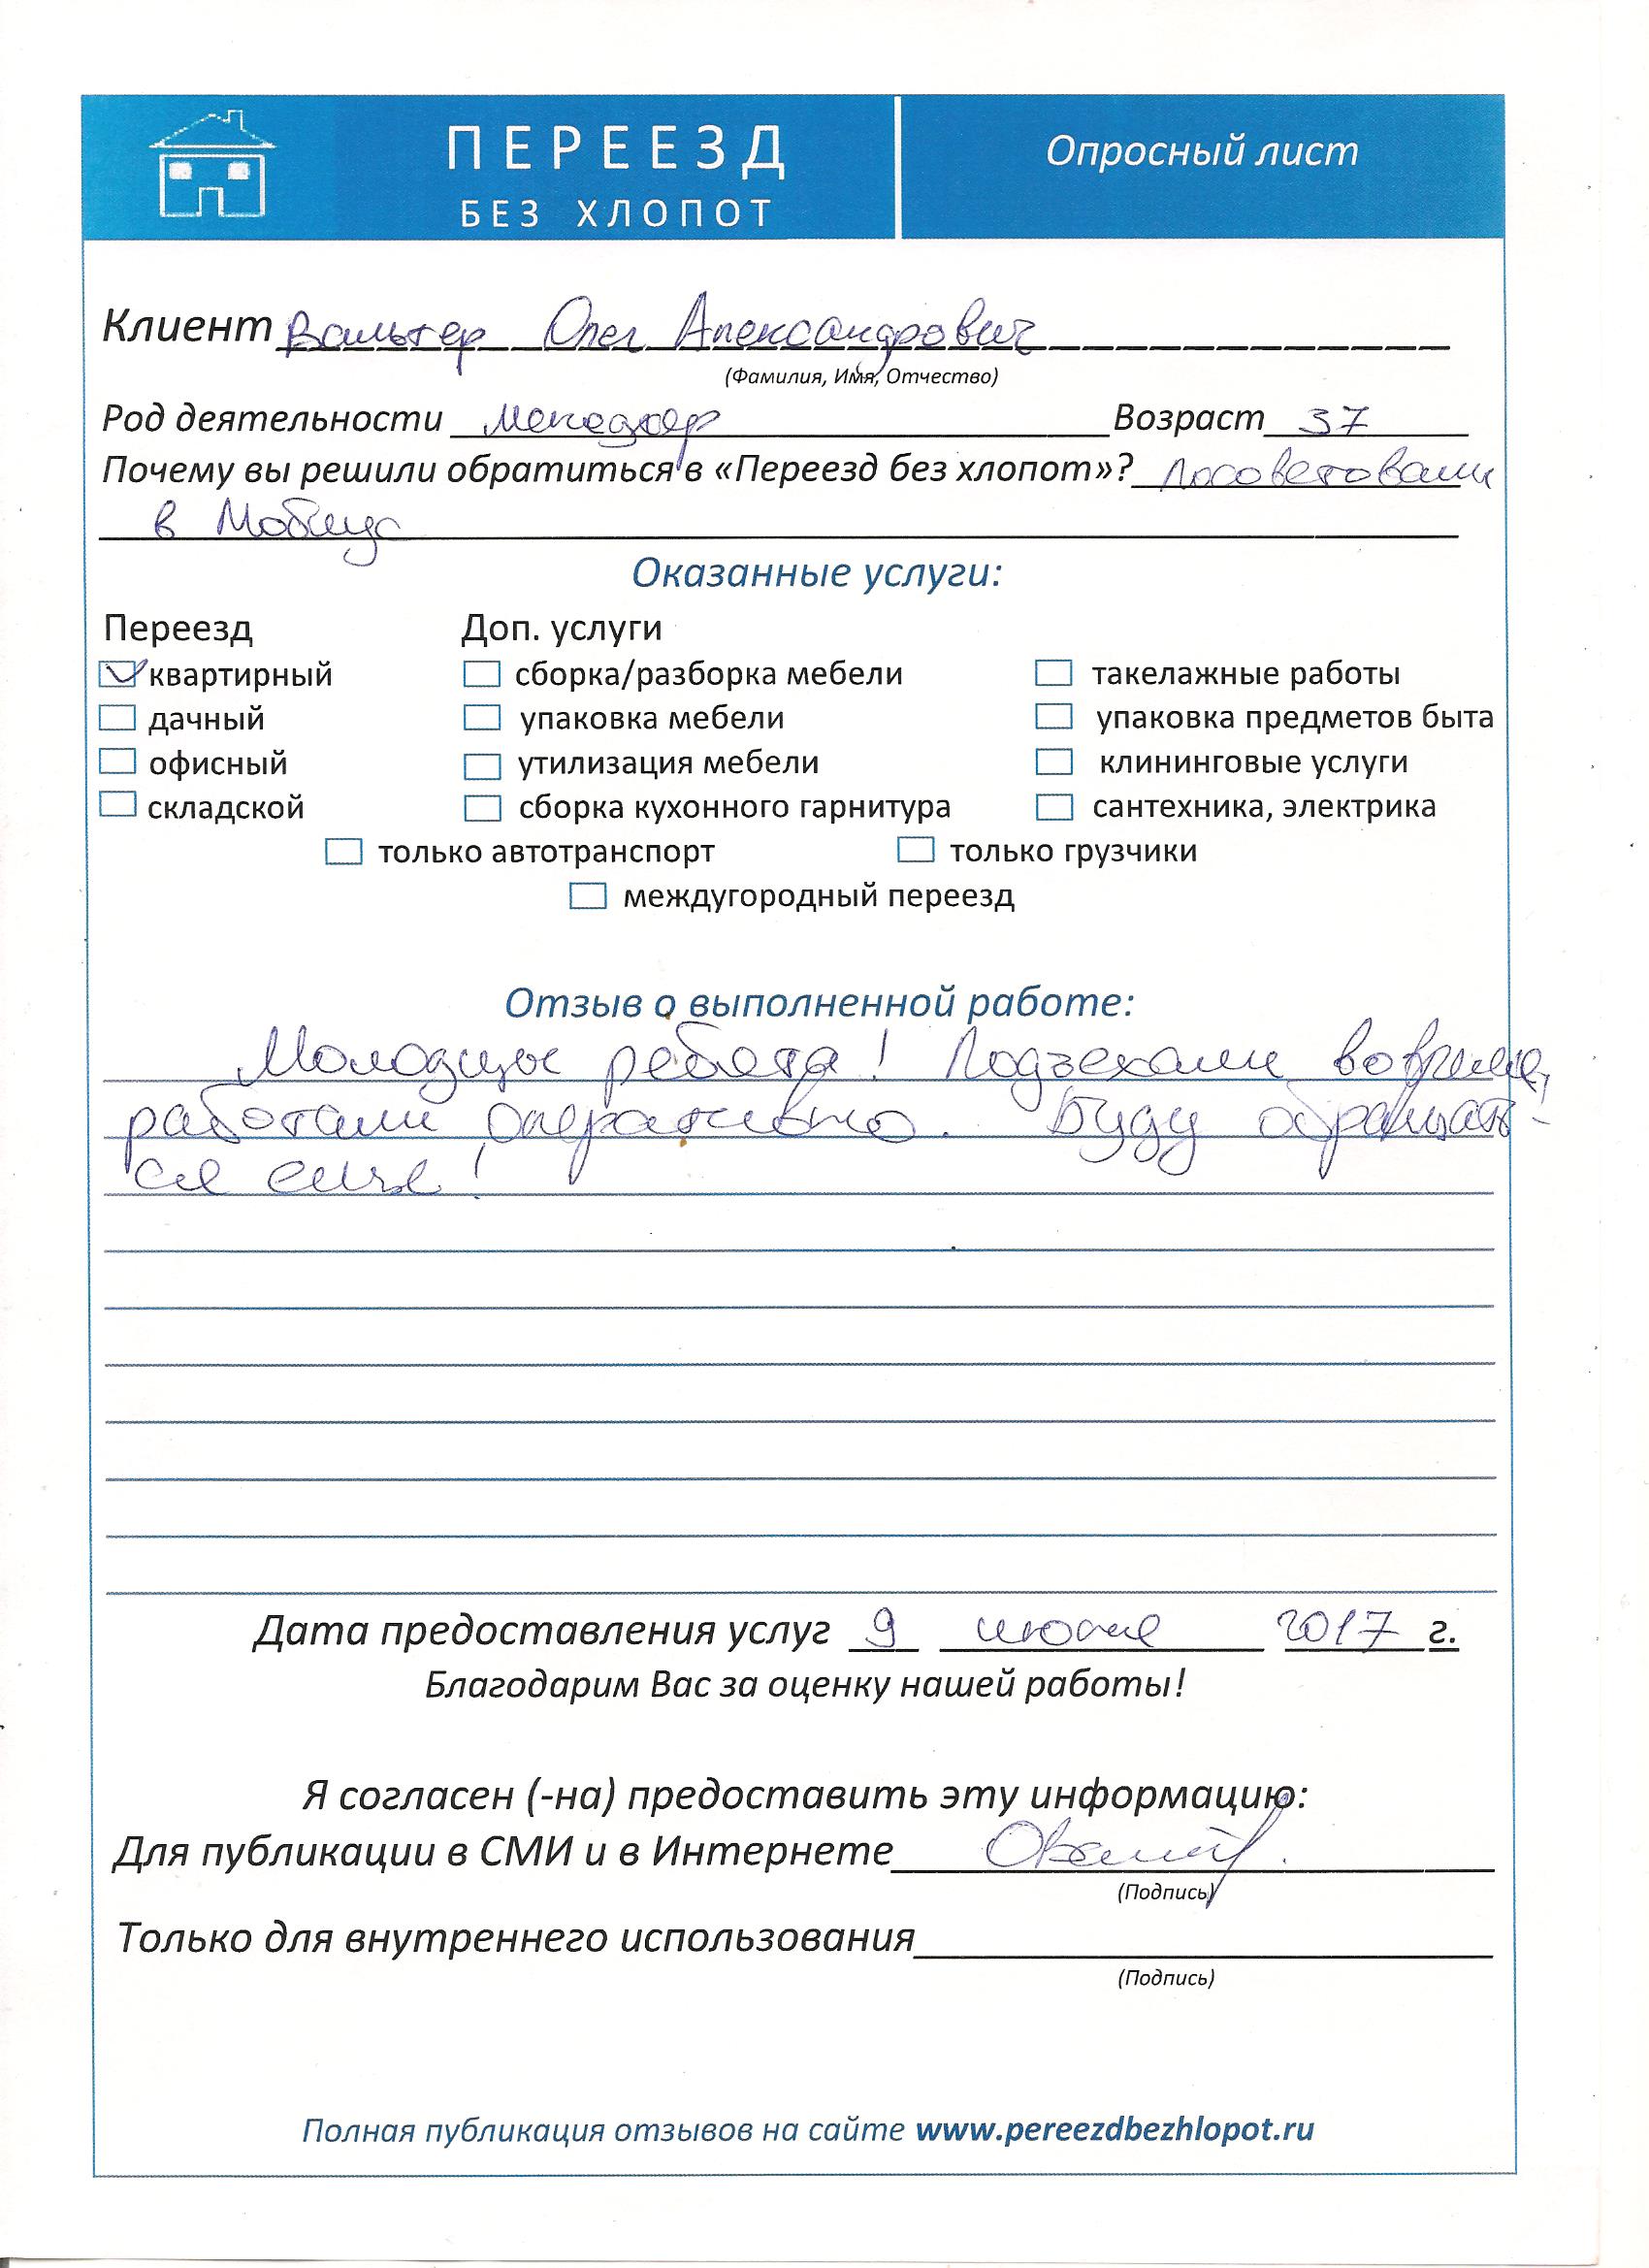 ПЕРЕЕЗД
БЕЗ ХЛОПОТ
Опросный лист
Клиент Вальтер Олег Александрович
(Фамилия, Имя, Отчество)
Род деятельности менеджер Возраст 37
Почему вы решили обратиться в «Переезд без хлопот»? посоветовали
в Мобиус
Оказанные услуги:
Переезд Доп. услуги
квартирный сборка/разборка мебели такелажные работы
дачный упаковка мебели упаковка предметов быта
офисный утилизация мебели клининговые услуги
складской сборка кухонного гарнитура сантехника, электрика
только автотранспорт только грузчики
междугородный переезд
Отзыв о выполненной работе:
Молодцы ребята! Подъехали вовремя,
работали оперативно. Буду обращать-
ся еще!
Дата предоставления услуг 9 июля 2017 г.
Благодарим Вас за оценку нашей работы!
Я согласен (-на) предоставить эту информацию:
Для публикации в СМИ и в Интернете
(Подпись)
Только для внутреннего использования
(Подпись)
Полная публикация отзывов на сайте www.pereezdbezhlopot.ru